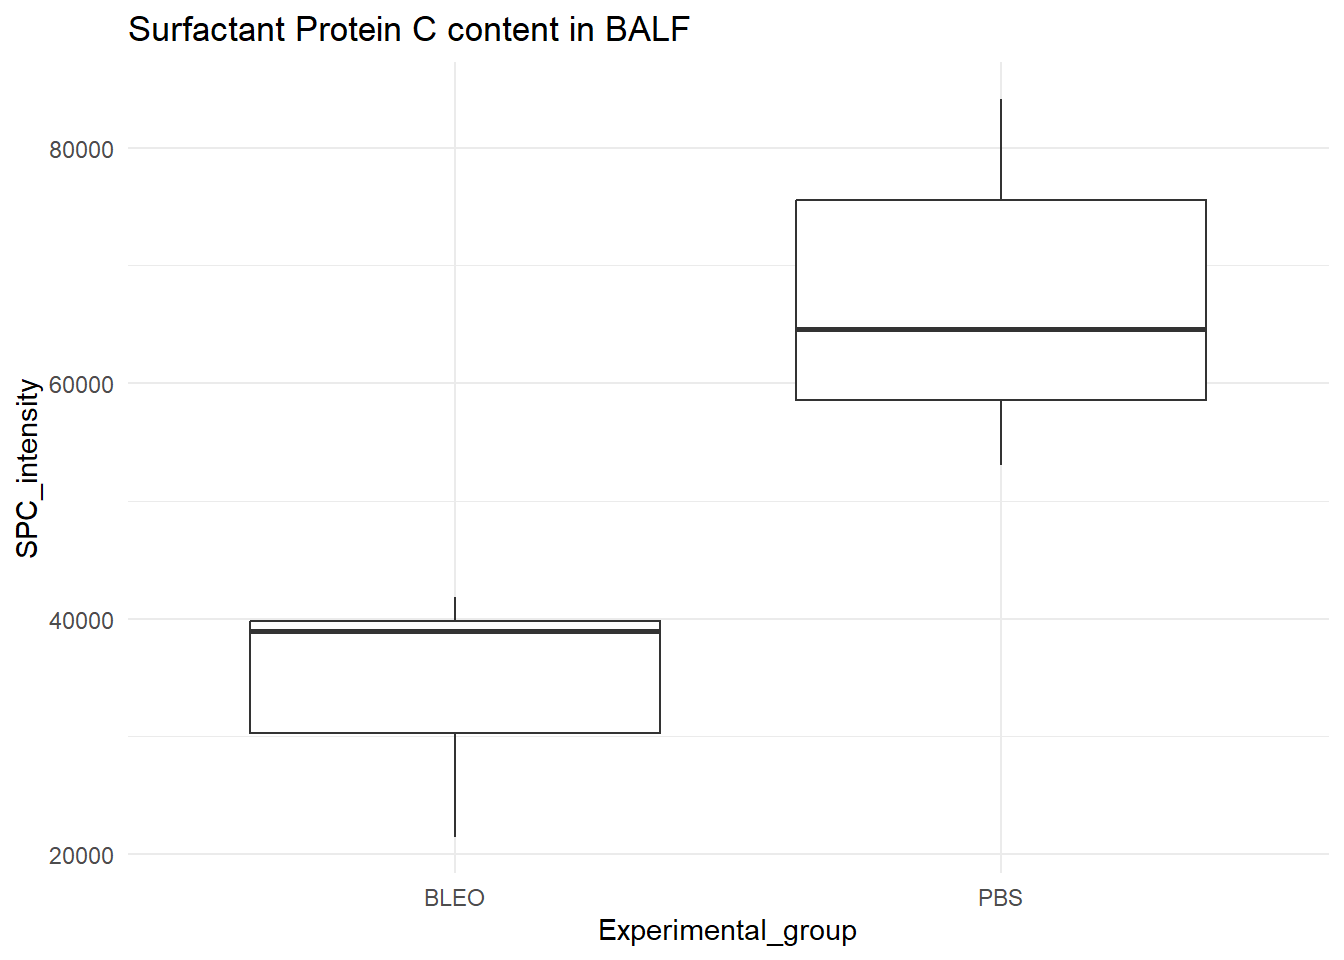 Surfactant Protein C content in BALF
SPC_intensity
80000
60000
40000
20000
BLEO
PBS
Experimental_group